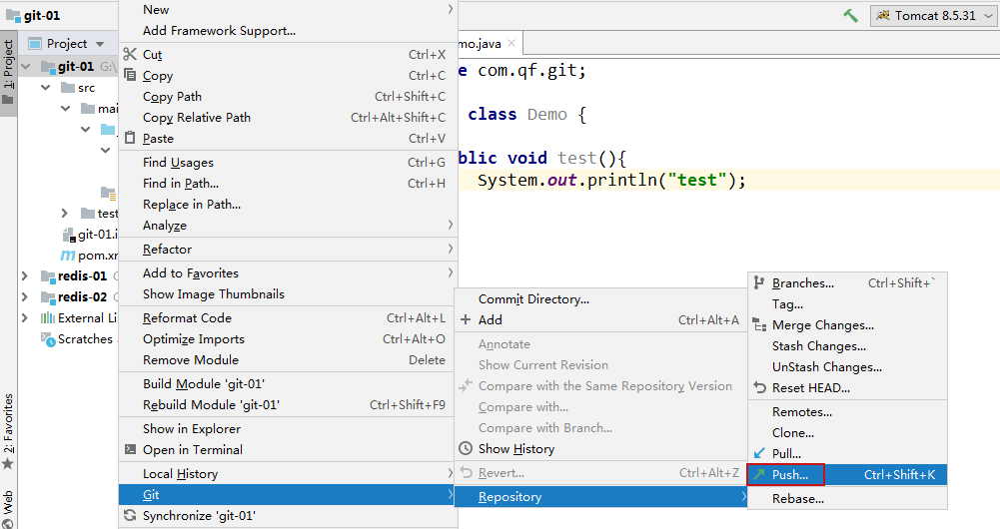 git-01
Tomcat 8.5.31
1: Project
2: Favorites
Web
Project
git-01 G:\
src
mai
test
git-01.i
pom.xm
redis-01
redis-02
External Li
Scratches
mo.java
e com.qf.git;
class Demo {
blic void test(){
System.out.println("test");
New
Add Framework Support...
Cut Ctrl+X
Copy Ctrl+C
Copy Path Ctrl+Shift+C
Copy Relative Path Ctrl+Alt+Shift+C
Paste Ctrl+V
Find Usages Ctrl+G
Find in Path... Ctrl+H
Replace in Path...
Analyze
Refactor
Add to Favorites
Show Image Thumbnails
Reformat Code Ctrl+Alt+L
Optimize Imports Ctrl+Alt+O
Remove Module Delete
Build Module 'git-01'
Rebuild Module 'git-01' Ctrl+Shift+F9
Show in Explorer
Open in Terminal
Local History
Git
Synchronize 'git-01'
Commit Directory...
Add Ctrl+Alt+A
Annotate
Show Current Revision
Compare with the Same Repository Version
Compare with...
Compare with Branch...
Show History
Revert... Ctrl+Alt+Z
Repository
Branches... Ctrl+Shift+`
Tag...
Merge Changes...
Stash Changes...
UnStash Changes...
Reset HEAD...
Remotes...
Clone...
Pull...
Push... Ctrl+Shift+K
Rebase...